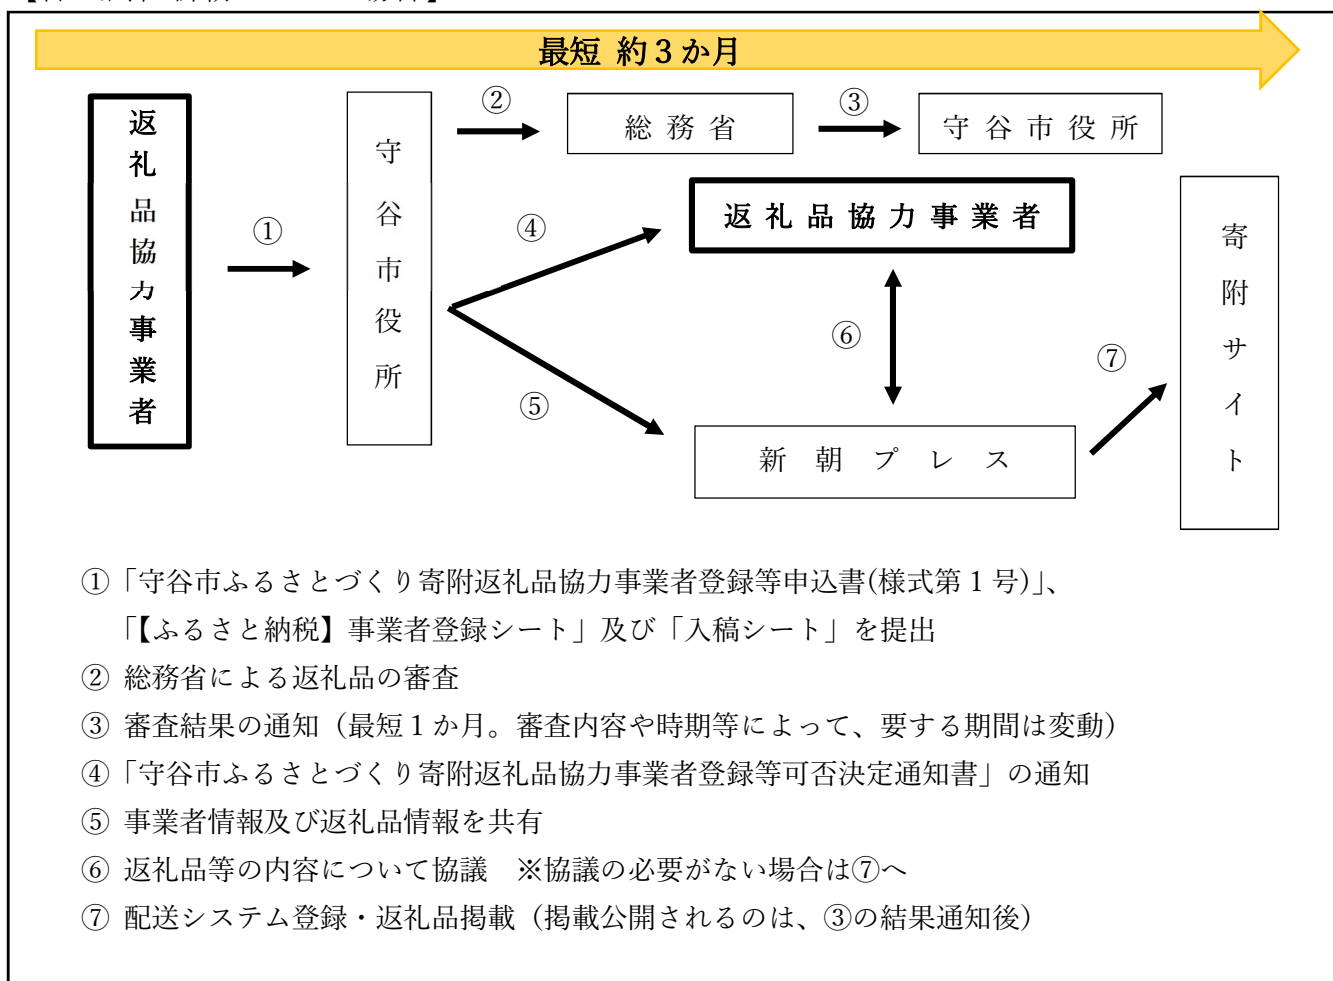 最短 約３か月
返礼品協力事業者
①
守谷市役所
②
総務省
③
守谷市役所
④
返礼品協力事業者
⑤
⑥
新朝プレス
⑦
寄附サイト
①「守谷市ふるさとづくり寄附返礼品協力事業者登録等申込書(様式第１号)」、
「【ふるさと納税】事業者登録シート」及び「入稿シート」を提出
② 総務省による返礼品の審査
③ 審査結果の通知（最短１か月。審査内容や時期等によって、要する期間は変動）
④「守谷市ふるさとづくり寄附返礼品協力事業者登録等可否決定通知書」の通知
⑤ 事業者情報及び返礼品情報を共有
⑥ 返礼品等の内容について協議　※協議の必要がない場合は⑦へ
⑦ 配送システム登録・返礼品掲載（掲載公開されるのは、③の結果通知後）